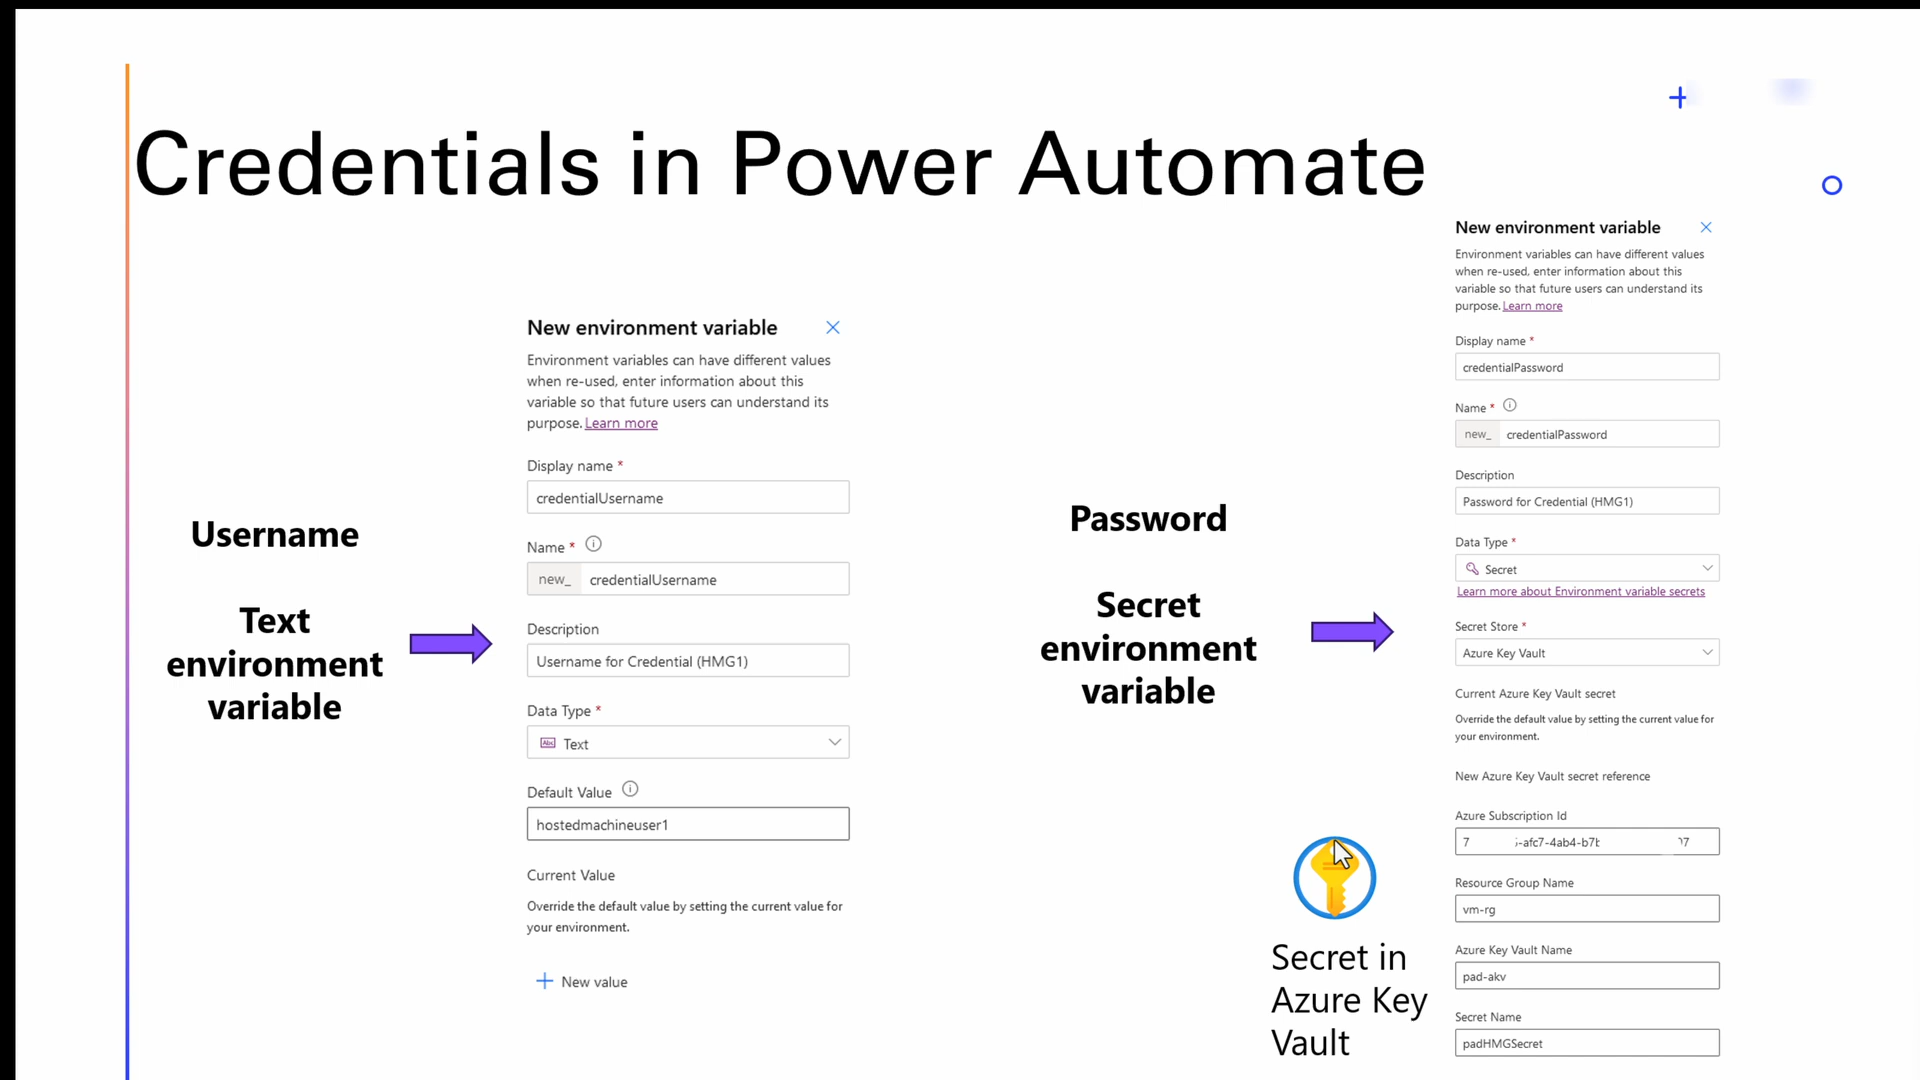 Credentials in Power Automate
Username
Text
environment
variable
New environment variable
Environment variables can have different values
when re-used, enter information about this
variable so that future users can understand its
purpose. Learn more
Display name *
credentialUsername
Name *
new_ credentialUsername
Description
Username for Credential (HMG1)
Data Type *
Abc Text
Default Value
hostedmachineuser1
Current Value
Override the default value by setting the current value for
your environment.
New value
Password
Secret
environment
variable
Secret in
Azure Key
Vault
New environment variable
Environment variables can have different values
when re-used, enter information about this
variable so that future users can understand its
purpose. Learn more
Display name *
credentialPassword
Name *
new_ credentialPassword
Description
Password for Credential (HMG1)
Data Type *
Secret
Learn more about Environment variable secrets
Secret Store *
Azure Key Vault
Current Azure Key Vault secret
Override the default value by setting the current value for
your environment.
New Azure Key Vault secret reference
Azure Subscription Id
7 -afc7-4ab4-b7 7
Resource Group Name
vm-rg
Azure Key Vault Name
pad-akv
Secret Name
padHMGSecret